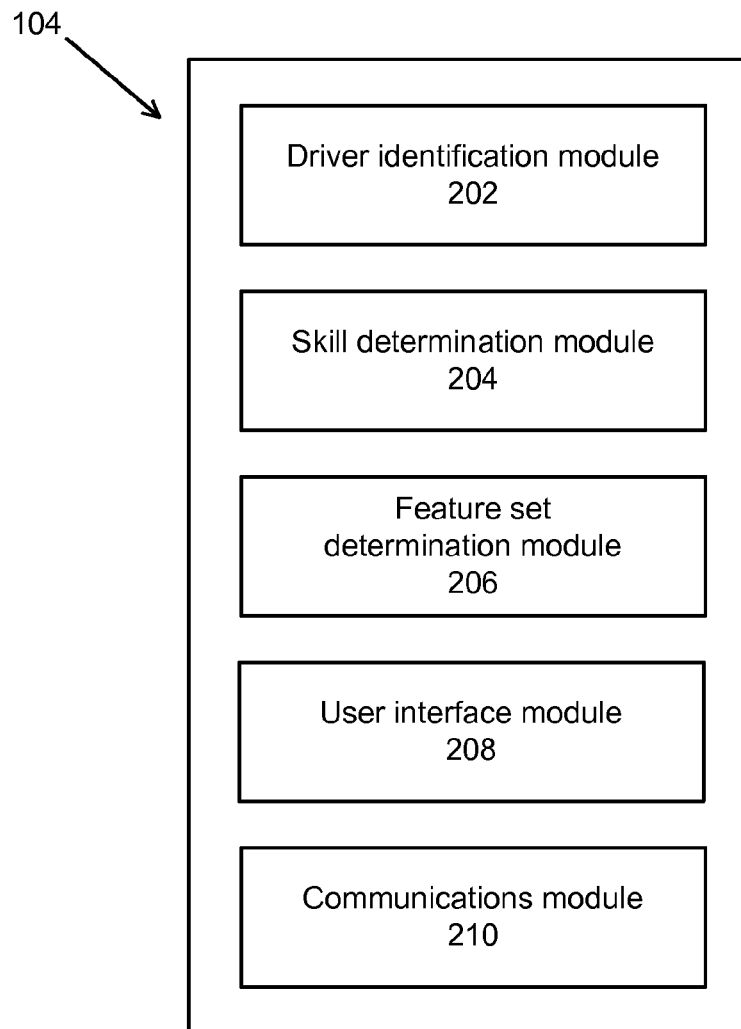 104
Driver identification module
202
Skill determination module
204
Feature set
determination module
206
User interface module
208
Communications module
210